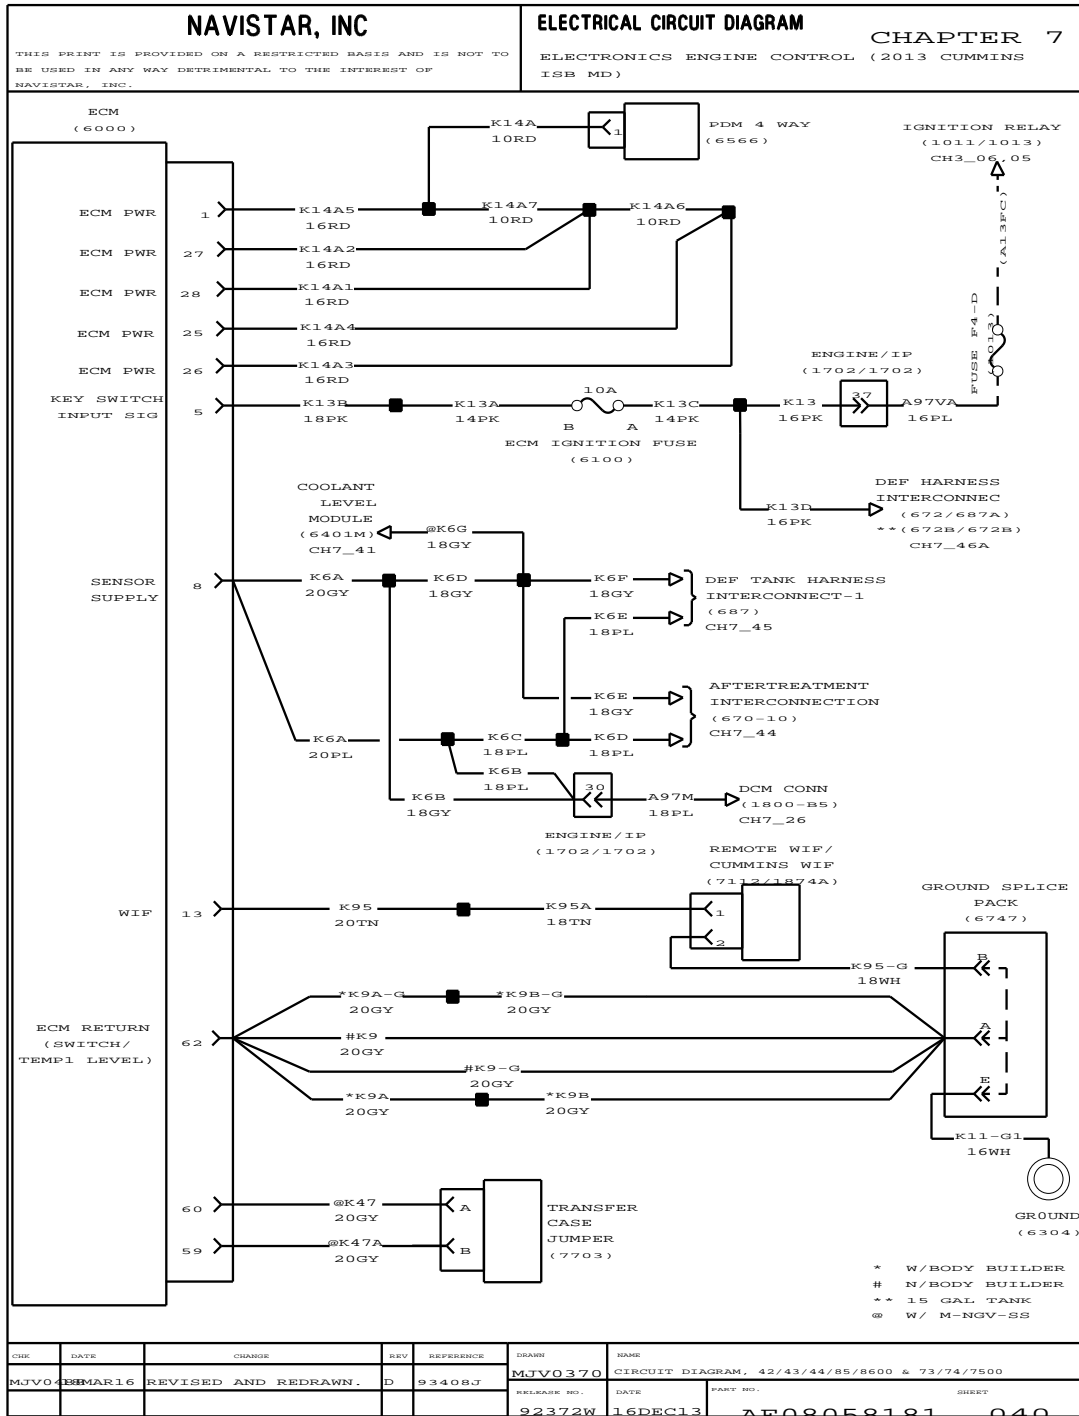 NAVISTAR, INC
THIS PRINT IS PROVIDED ON A RESTRICTED BASIS AND IS NOT TO
BE USED IN ANY WAY DETRIMENTAL TO THE INTEREST OF
NAVISTAR, INC.
ELECTRICAL CIRCUIT DIAGRAM
CHAPTER 7
ELECTRONICS ENGINE CONTROL (2013 CUMMINS
ISB MD)
ECM
(6000)
K14A
10RD
1
PDM 4 WAY
(6566)
IGNITION RELAY
(1011/1013)
CH3_06,05
(A13FC)
ECM PWR
1
K14A5
16RD
K14A7
10RD
K14A6
10RD
ECM PWR
27
K14A2
16RD
ECM PWR
28
K14A1
16RD
ECM PWR
25
K14A4
16RD
ECM PWR
26
K14A3
16RD
FUSE F4-D
ENGINE/IP
(1702/1702)
KEY SWITCH
INPUT SIG
5
K13B
18PK
K13A
14PK
10A
B
A
ECM IGNITION FUSE
(6100)
K13C
14PK
K13
16PK
37
A97VA
16PL
K13D
16PK
DEF HARNESS
INTERCONNEC
(672/687A)
**(672B/672B)
CH7_46A
COOLANT
LEVEL
MODULE
(6401M)
CH7_41
@K6G
18GY
SENSOR
SUPPLY
8
K6A
20GY
K6D
18GY
K6F
18GY
K6E
18PL
DEF TANK HARNESS
INTERCONNECT-1
(687)
CH7_45
K6E
18GY
K6D
18PL
AFTERTREATMENT
INTERCONNECTION
(670-10)
CH7_44
K6A
20PL
K6C
18PL
K6B
18PL
K6B
18GY
30
ENGINE/IP
(1702/1702)
A97M
18PL
DCM CONN
(1800-B5)
CH7_26
REMOTE WIF/
CUMMINS WIF
(7112/1874A)
WIF
13
K95
20TN
K95A
18TN
1
2
K95-G
18WH
GROUND SPLICE
PACK
(6747)
B
A
E
ECM RETURN
(SWITCH/
TEMP1 LEVEL)
62
*K9A-G
20GY
*K9B-G
20GY
#K9
20GY
#K9-G
20GY
*K9A
20GY
*K9B
20GY
K11-G1
16WH
GROUND
(6304)
60
@K47
20GY
A
59
@K47A
20GY
B
TRANSFER
CASE
JUMPER
(7703)
* W/BODY BUILDER
# N/BODY BUILDER
** 15 GAL TANK
@ W/ M-NGV-SS
CHK DATE CHANGE REV REFERENCE
REVISED AND REDRAWN. D 93408J
DRAWN
MJV0370
NAME
CIRCUIT DIAGRAM, 42/43/44/85/8600 & 73/74/7500
RELEASE NO.
92372W
DATE
16DEC13
PART NO.
AE08058181
SHEET
040